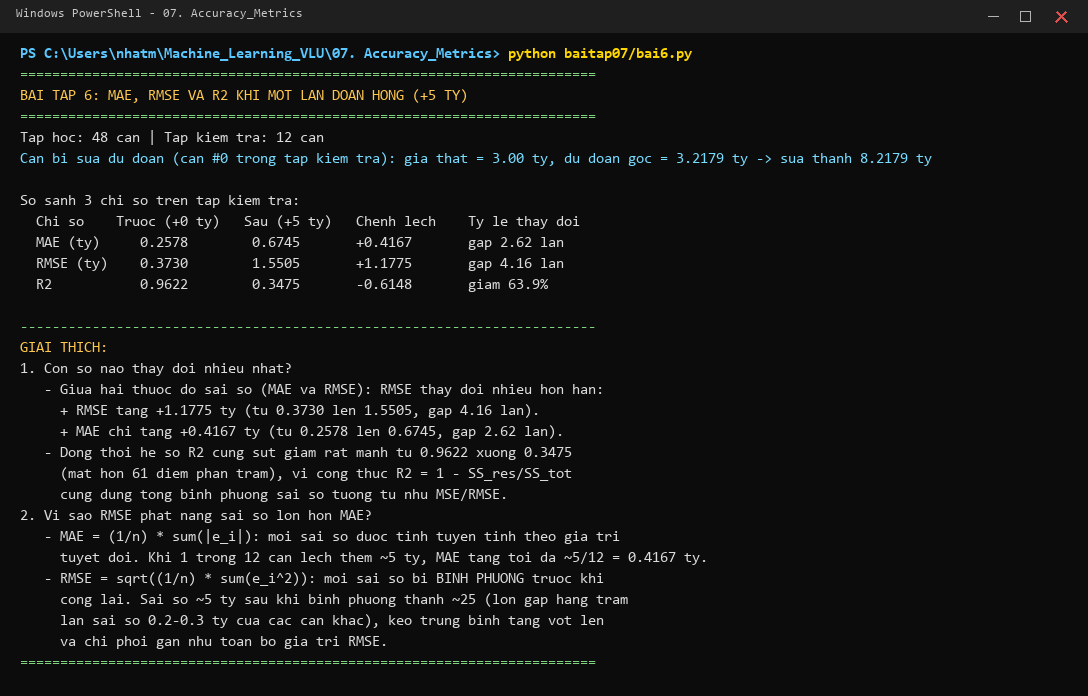 Windows PowerShell - 07. Accuracy_Metrics
PS C:\Users\nhatm\Machine_Learning_VLU\07. Accuracy_Metrics> python baitap07/bai6.py
========================================================================
BAI TAP 6: MAE, RMSE VA R2 KHI MOT LAN DOAN HONG (+5 TY)
========================================================================
Tap hoc: 48 can | Tap kiem tra: 12 can
Can bi sua du doan (can #0 trong tap kiem tra): gia that = 3.00 ty, du doan goc = 3.2179 ty -> sua thanh 8.2179 ty
So sanh 3 chi so tren tap kiem tra:
  Chi so    Truoc (+0 ty)   Sau (+5 ty)   Chenh lech    Ty le thay doi
  MAE (ty)     0.2578        0.6745       +0.4167       gap 2.62 lan
  RMSE (ty)    0.3730        1.5505       +1.1775       gap 4.16 lan
  R2           0.9622        0.3475       -0.6148       giam 63.9%
------------------------------------------------------------------------
GIAI THICH:
1. Con so nao thay doi nhieu nhat?
   - Giua hai thuoc do sai so (MAE va RMSE): RMSE thay doi nhieu hon han:
     + RMSE tang +1.1775 ty (tu 0.3730 len 1.5505, gap 4.16 lan).
     + MAE chi tang +0.4167 ty (tu 0.2578 len 0.6745, gap 2.62 lan).
   - Dong thoi he so R2 cung sut giam rat manh tu 0.9622 xuong 0.3475
     (mat hon 61 diem phan tram), vi cong thuc R2 = 1 - SS_res/SS_tot
     cung dung tong binh phuong sai so tuong tu nhu MSE/RMSE.
2. Vi sao RMSE phat nang sai so lon hon MAE?
   - MAE = (1/n) * sum(|e_i|): moi sai so duoc tinh tuyen tinh theo gia tri
     tuyet doi. Khi 1 trong 12 can lech them ~5 ty, MAE tang toi da ~5/12 = 0.4167 ty.
   - RMSE = sqrt((1/n) * sum(e_i^2)): moi sai so bi BINH PHUONG truoc khi
     cong lai. Sai so ~5 ty sau khi binh phuong thanh ~25 (lon gap hang tram
     lan sai so 0.2-0.3 ty cua cac can khac), keo trung binh tang vot len
     va chi phoi gan nhu toan bo gia tri RMSE.
========================================================================